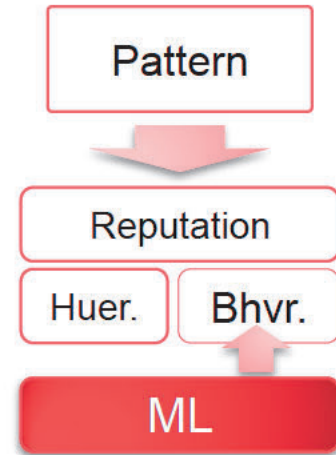 Pattern
Reputation
Huer.
Bhvr.
ML